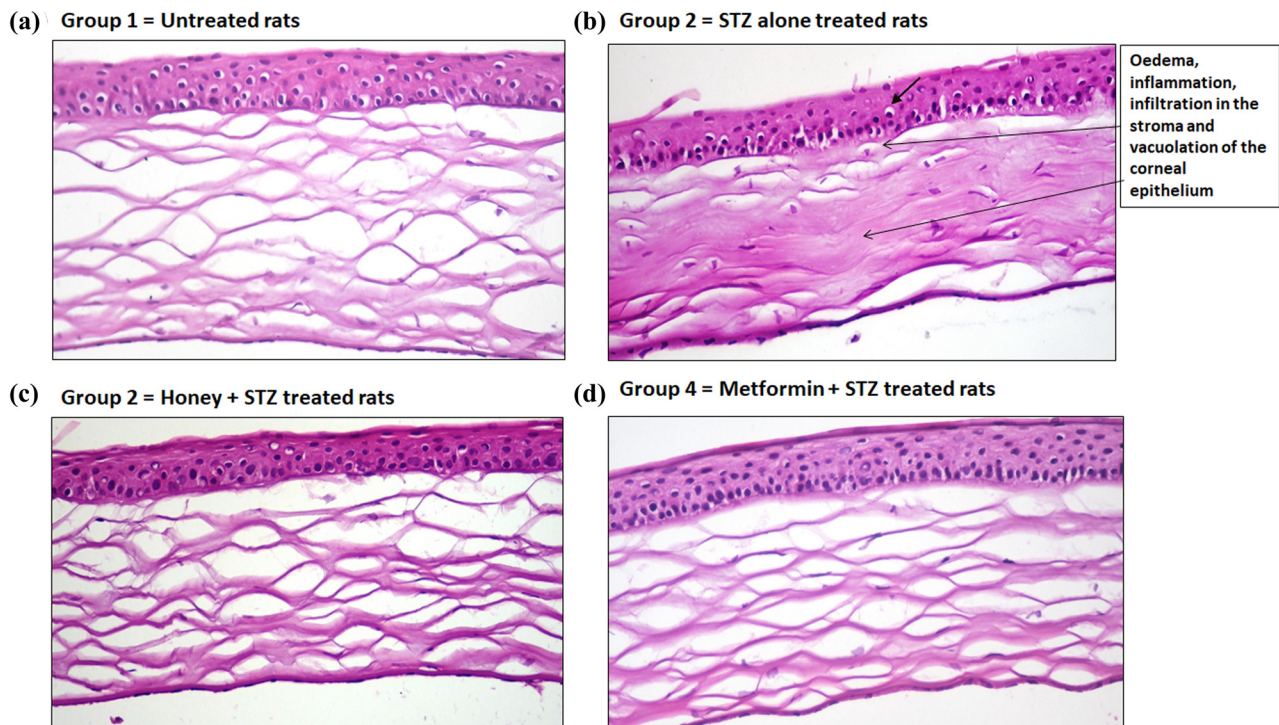 (a) Group 1 = Untreated rats
(b) Group 2 = STZ alone treated rats
Oedema,
inflammation,
infiltration in the
stroma and
vacuolation of the
corneal
epithelium
(c) Group 2 = Honey + STZ treated rats
(d) Group 4 = Metformin + STZ treated rats